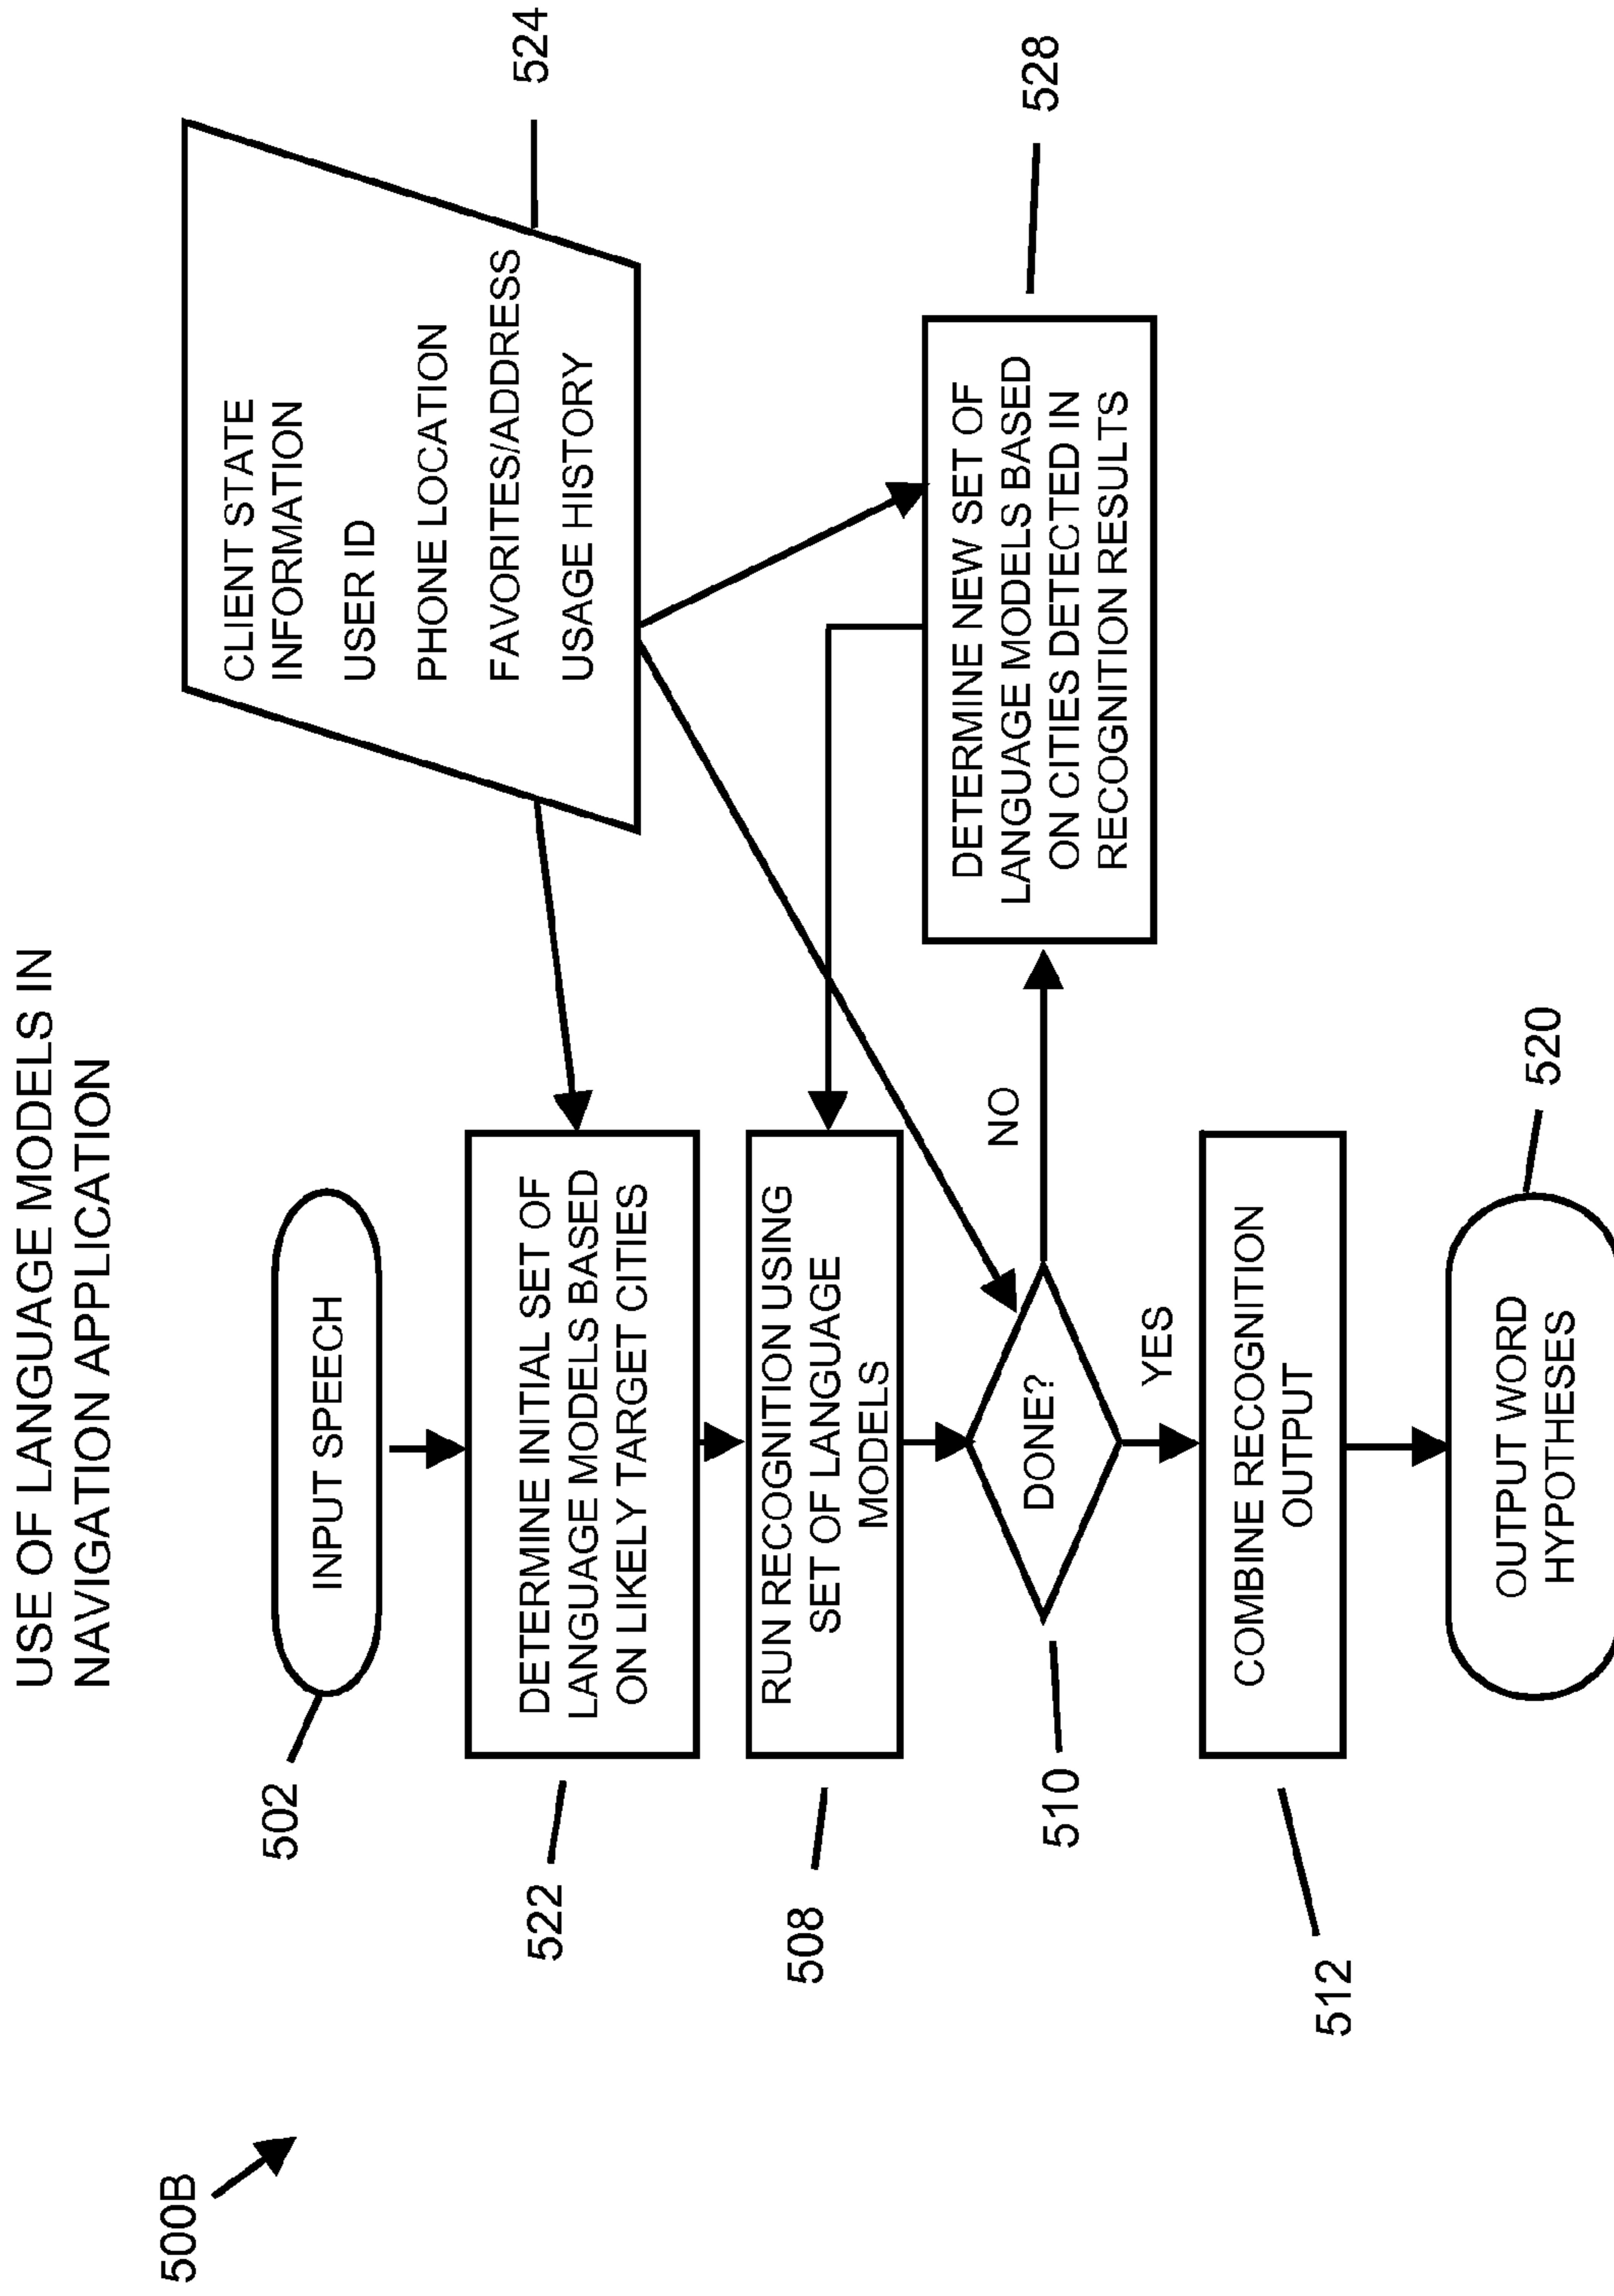 USE OF LANGUAGE MODELS IN
NAVIGATION APPLICATION
500B
502
INPUT SPEECH
CLIENT STATE
INFORMATION
USER ID
PHONE LOCATION
FAVORITES/ADDRESS
USAGE HISTORY
524
522
DETERMINE INITIAL SET OF
LANGUAGE MODELS BASED
ON LIKELY TARGET CITIES
508
RUN RECOGNITION USING
SET OF LANGUAGE
MODELS
510
DONE?
NO
DETERMINE NEW SET OF
LANGUAGE MODELS BASED
ON CITIES DETECTED IN
RECOGNITION RESULTS
528
YES
512
COMBINE RECOGNITION
OUTPUT
OUTPUT WORD
HYPOTHESES
520